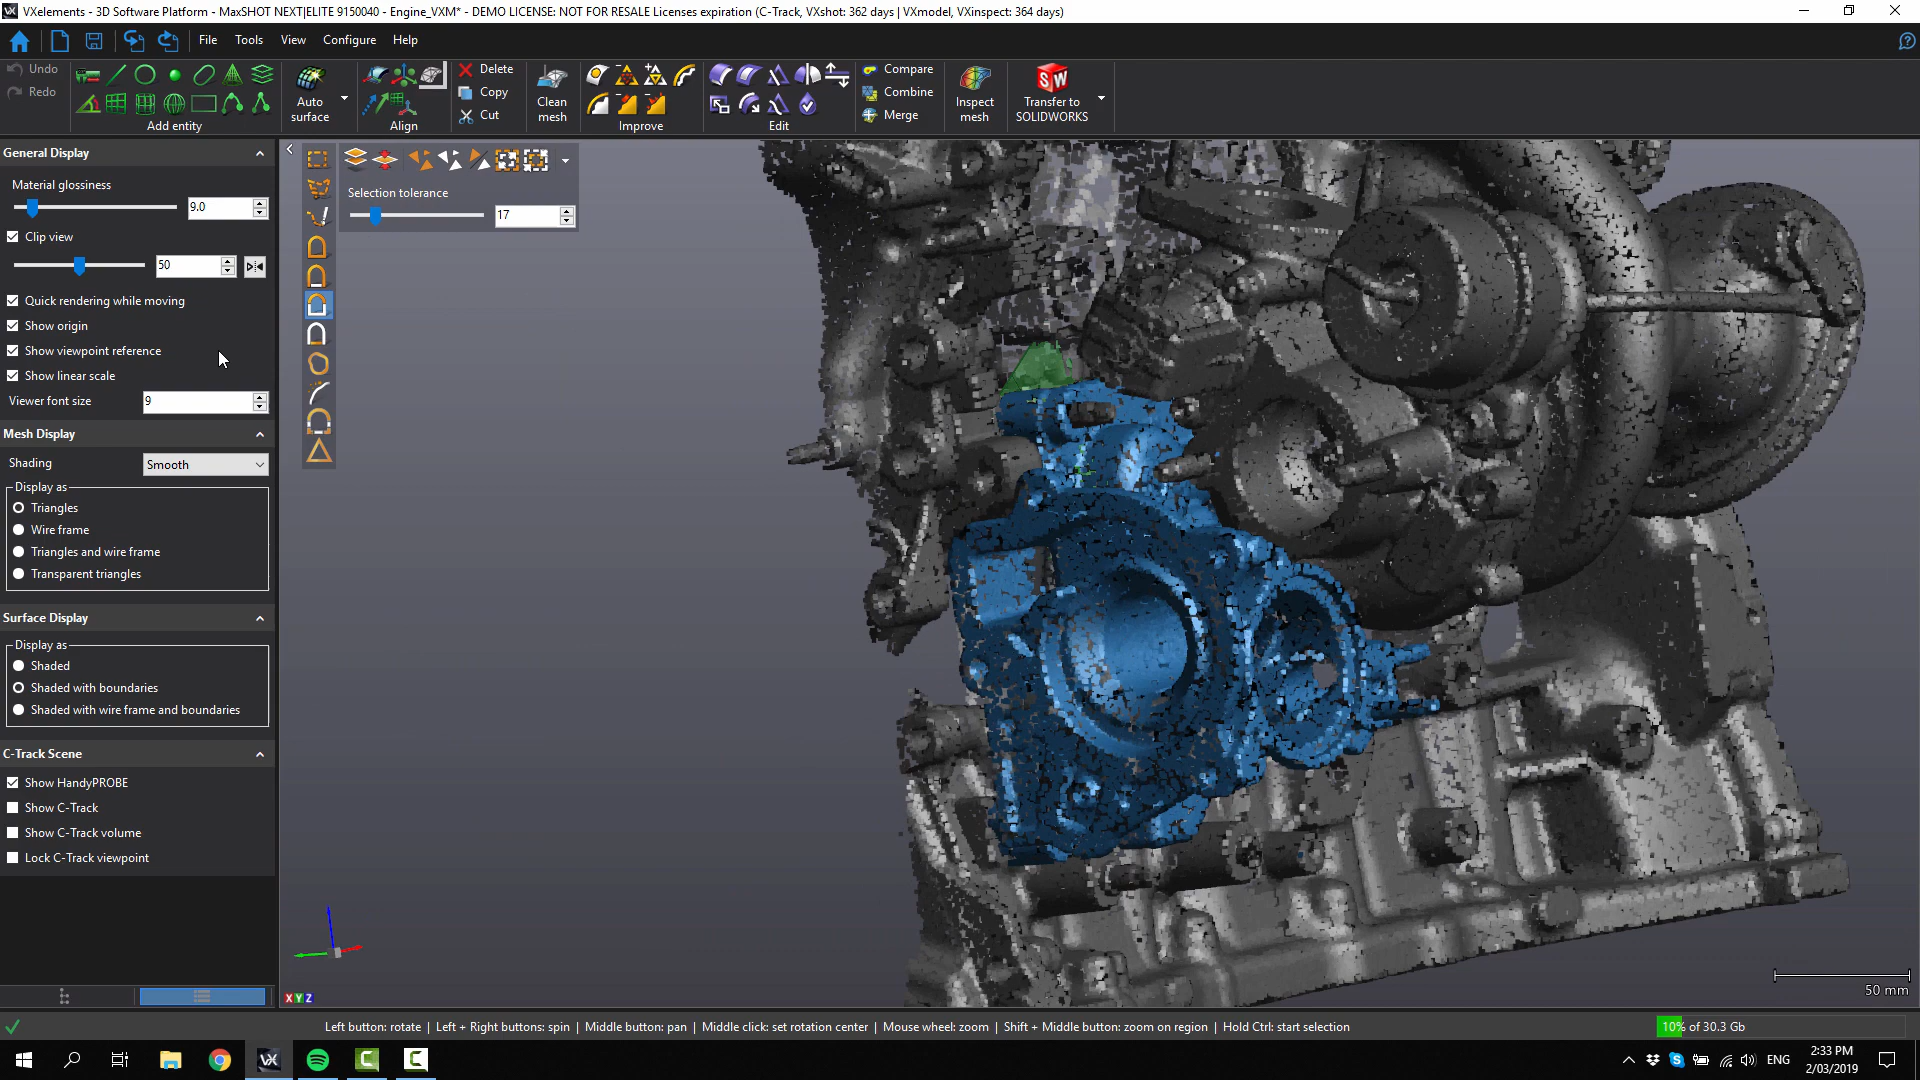 VXelements - 3D Software Platform - MaxSHOT NEXT|ELITE 9150040 - Engine_VXM* - DEMO LICENSE: NOT FOR RESALE Licenses expiration (C-Track, VXshot: 362 days | VXmodel, VXinspect: 364 days)
File Tools View Configure Help
Undo
Redo
Add entity
Auto surface
Align
Delete
Copy
Cut
Clean mesh
Improve
Edit
Compare
Combine
Merge
Inspect mesh
Transfer to SOLIDWORKS
General Display
Material glossiness
9.0
Clip view
50
Quick rendering while moving
Show origin
Show viewpoint reference
Show linear scale
Viewer font size 9
Mesh Display
Shading Smooth
Display as
Triangles
Wire frame
Triangles and wire frame
Transparent triangles
Surface Display
Display as
Shaded
Shaded with boundaries
Shaded with wire frame and boundaries
C-Track Scene
Show HandyPROBE
Show C-Track
Show C-Track volume
Lock C-Track viewpoint
Selection tolerance
17
XYZ
50 mm
Left button: rotate | Left + Right buttons: spin | Middle button: pan | Middle click: set rotation center | Mouse wheel: zoom | Shift + Middle button: zoom on region | Hold Ctrl: start selection
10% of 30.3 Gb
ENG
2:33 PM
2/03/2019